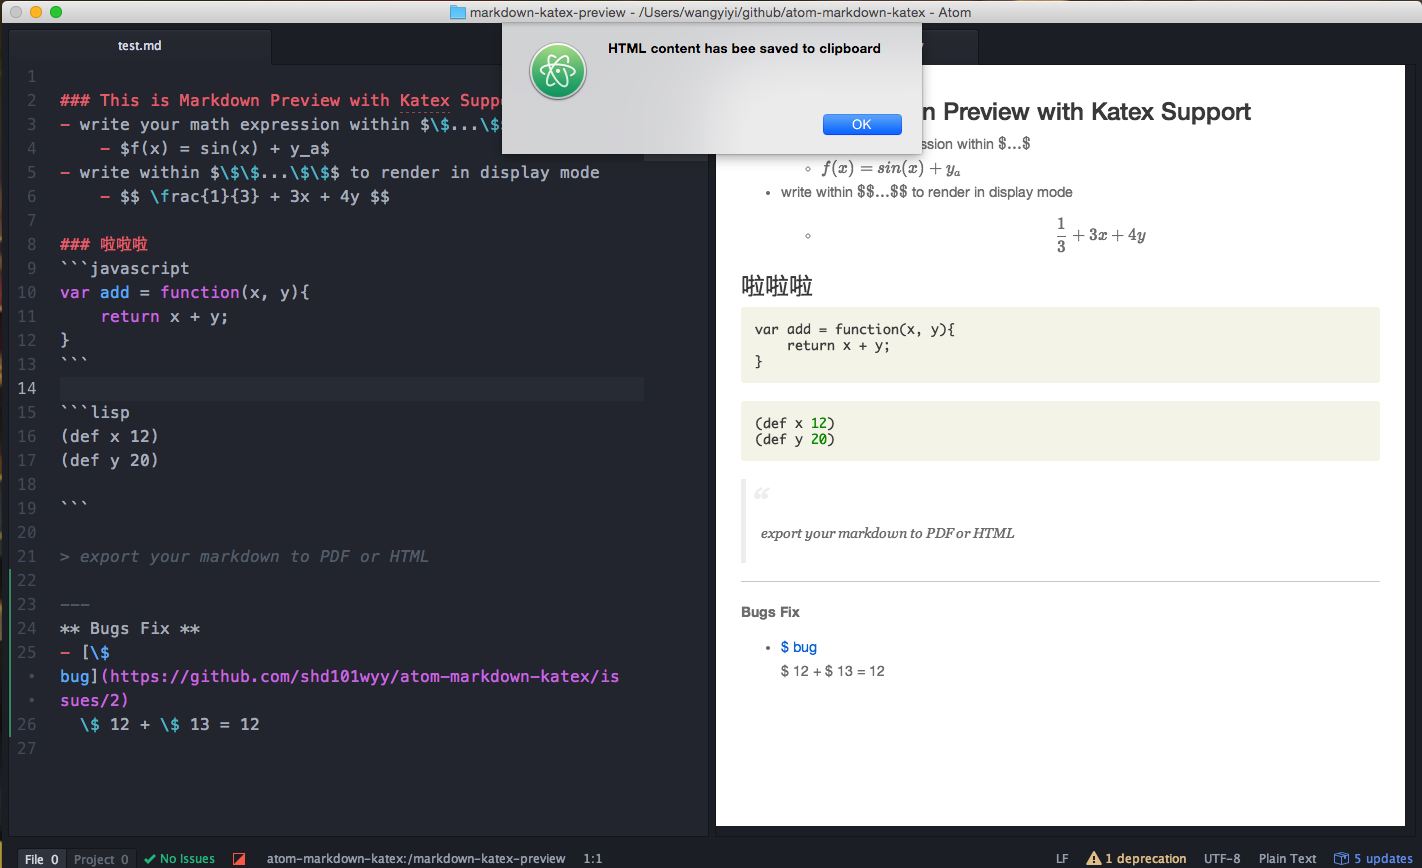 markdown-katex-preview - /Users/wangyiyi/github/atom-markdown-katex - Atom
test.md
HTML content has bee saved to clipboard
OK
1
2 ### This is Markdown Preview with Katex Supp
3 - write your math expression within $\$...\$
4 - $f(x) = sin(x) + y_a$
5 - write within $\$\$...\$\$$ to render in display mode
6 - $$ \frac{1}{3} + 3x + 4y $$
7
8 ### 啦啦啦
9 ```javascript
10 var add = function(x, y){
11 return x + y;
12 }
13 ```
14
15 ```lisp
16 (def x 12)
17 (def y 20)
18
19 ```
20
21 > export your markdown to PDF or HTML
22
23 ---
24 ** Bugs Fix **
25 - [\$
• bug](https://github.com/shd101wyy/atom-markdown-katex/is
• sues/2)
26 \$ 12 + \$ 13 = 12
27
n Preview with Katex Support
ssion within $...$
f(x) = sin(x) + y_a
write within $$...$$ to render in display mode
1/3 + 3x + 4y
啦啦啦
var add = function(x, y){
return x + y;
}
(def x 12)
(def y 20)
“
export your markdown to PDF or HTML
Bugs Fix
$ bug
$ 12 + $ 13 = 12
File 0 Project 0 No Issues atom-markdown-katex:/markdown-katex-preview 1:1 LF 1 deprecation UTF-8 Plain Text 5 updates